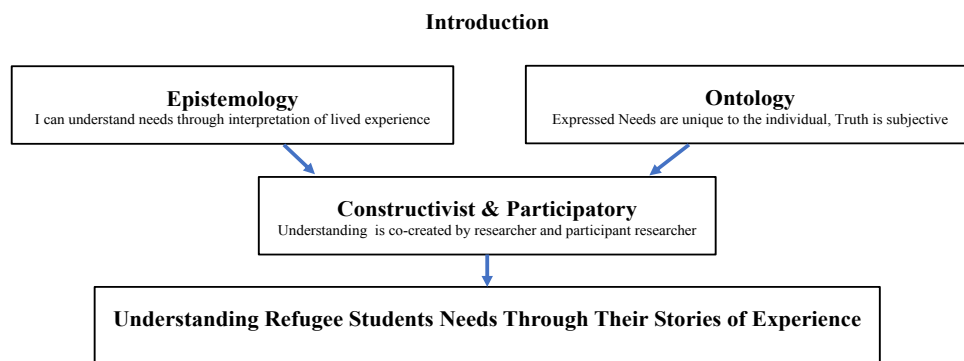 Introduction
Epistemology
I can understand needs through interpretation of lived experience
Ontology
Expressed Needs are unique to the individual, Truth is subjective
Constructivist & Participatory
Understanding is co-created by researcher and participant researcher
Understanding Refugee Students Needs Through Their Stories of Experience